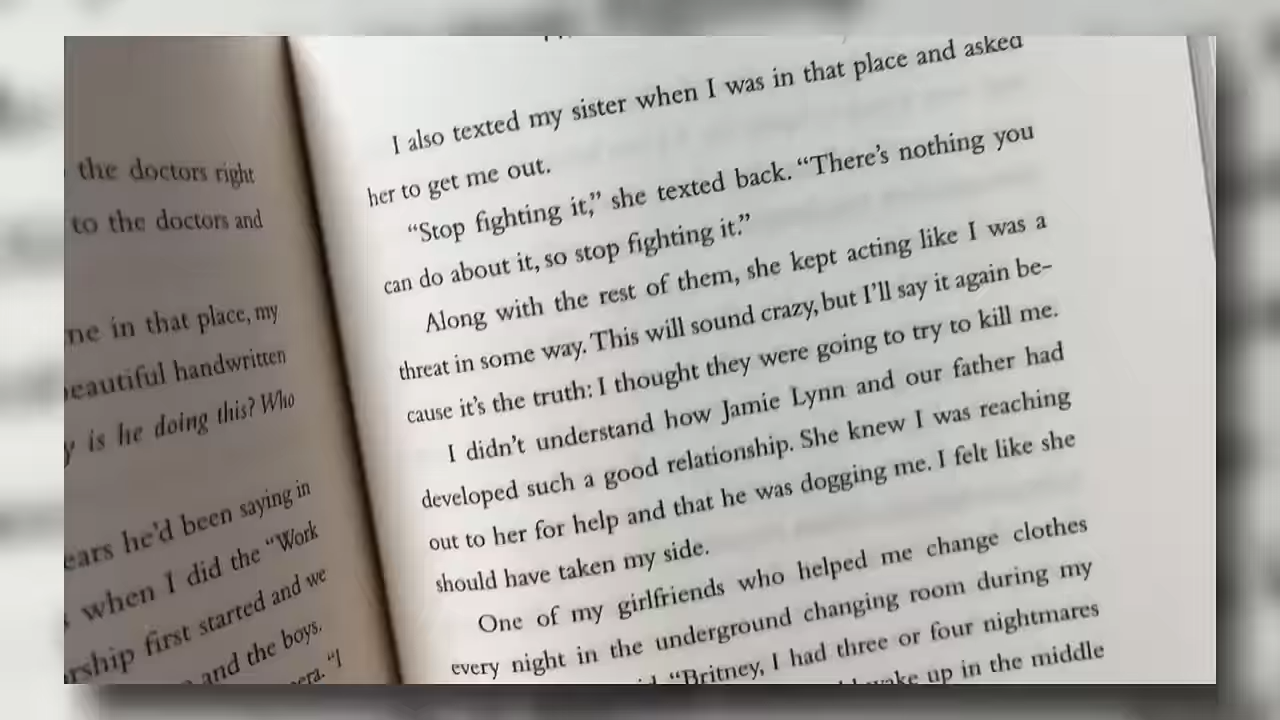 the doctors right
to the doctors and
in that place, my
handwritten
is he doing this? Who
he'd been saying in
when I did the “Work
first started and we
and the boys.
“I
I also texted my sister when I was in that place and asked
her to get me out.
“Stop fighting it,” she texted back. “There's nothing you
can do about it, so stop fighting it.”
Along with the rest of them, she kept acting like I was a
threat in some way. This will sound crazy, but I'll say it again be-
cause it's the truth: I thought they were going to try to kill me.
I didn't understand how Jamie Lynn and our father had
developed such a good relationship. She knew I was reaching
out to her for help and that he was dogging me. I felt like she
should have taken my side.
One of my girlfriends who helped me change clothes
every night in the underground changing room during my
“Britney, I had three or four nightmares
up in the middle